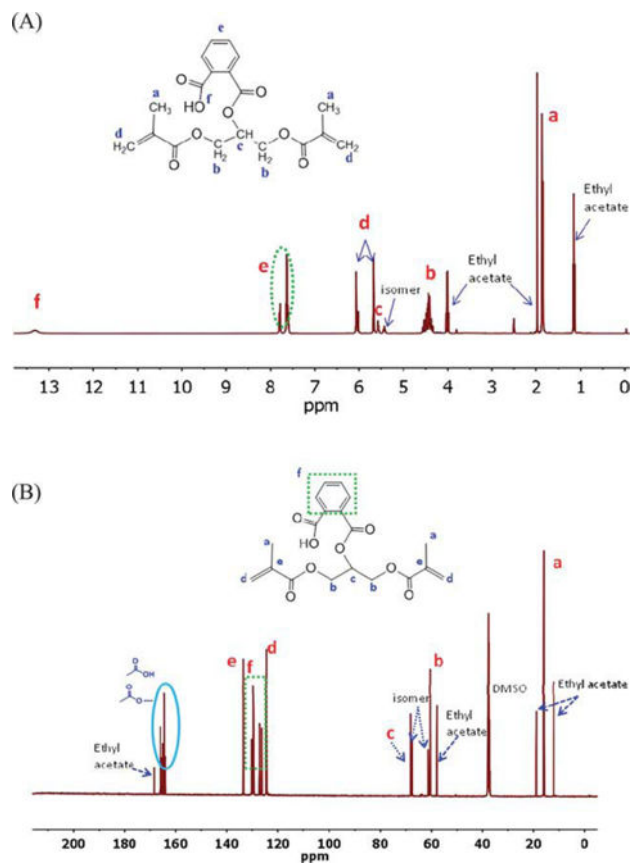 (A)
e
a
CH₃
O
O
HO
f
O
a
CH₃
d
H₂C
O
O
C
H₂
b
c
C
H₂
b
O
O
CH₂
d
a
Ethyl
acetate
d
e
Ethyl
acetate
b
isomer
c
f
13 12 11 10 9 8 7 6 5 4 3 2 1 0
ppm
(B)
f
O
HO
O
O
a
e
d
O
O
b
c
b
O
O
a
e
d
a
O
OH
O
O
e
f
d
b
DMSO
Ethyl acetate
isomer
Ethyl
acetate
c
Ethyl
acetate
200 180 160 140 120 100 80 60 40 20 0
ppm